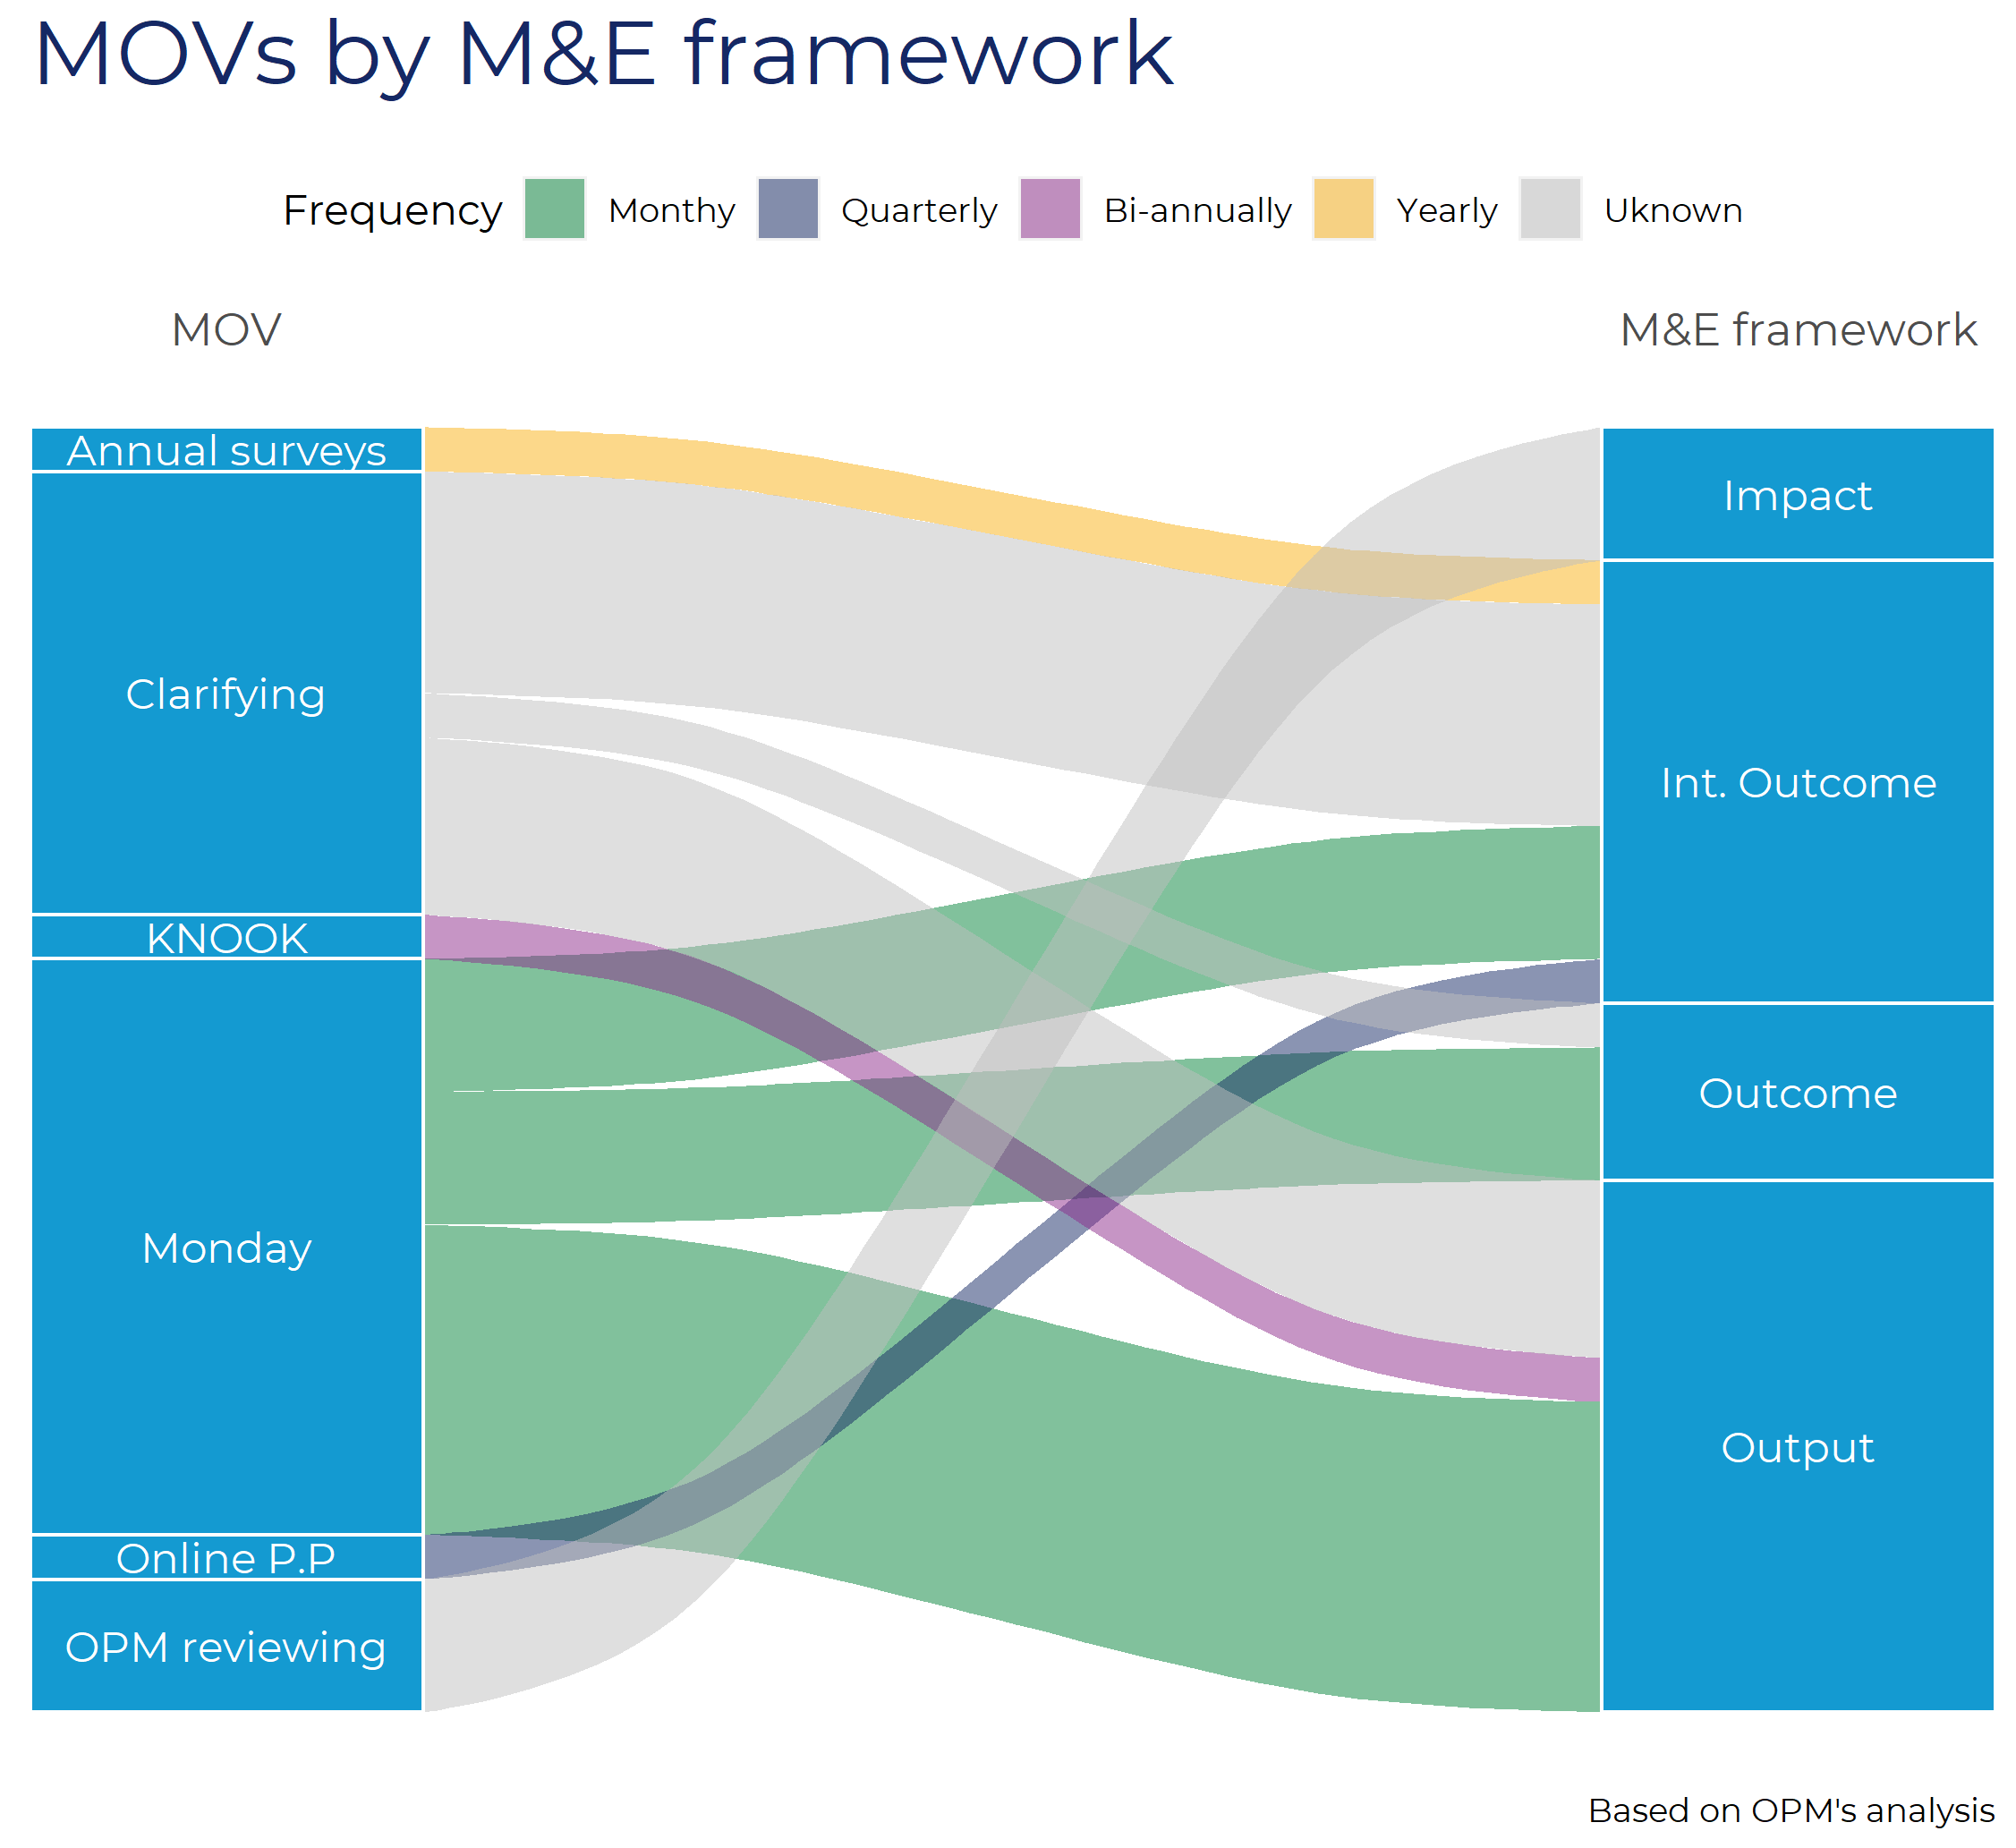 MOVs by M&E framework
Frequency Monthy Quarterly Bi-annually Yearly Uknown
MOV
M&E framework
Annual surveys
Clarifying
KNOOK
Monday
Online P.P
OPM reviewing
Impact
Int. Outcome
Outcome
Output
Based on OPM's analysis